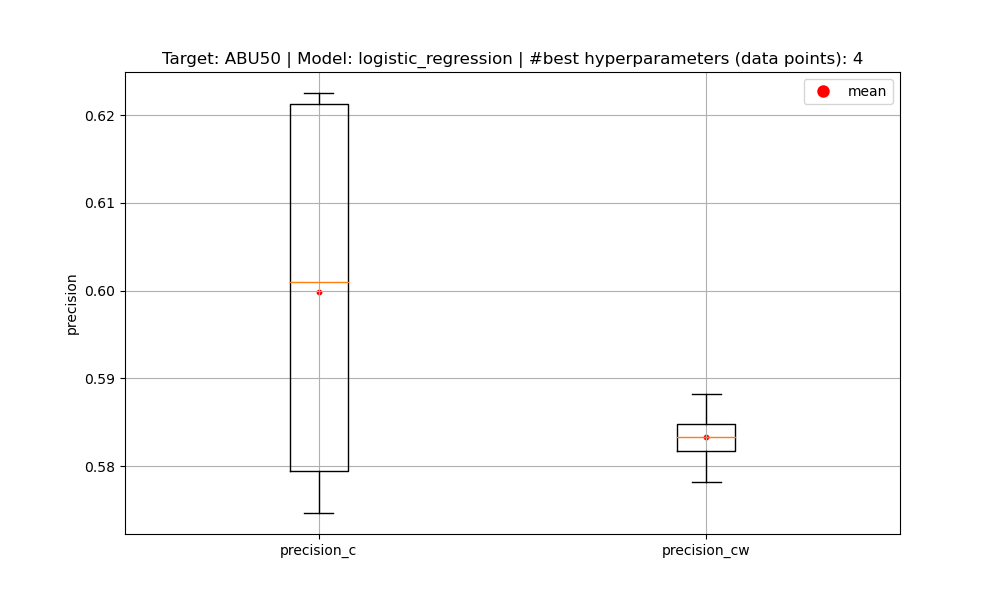 Target: ABU50 | Model: logistic_regression | #best hyperparameters (data points): 4
mean
0.62
0.61
0.60
0.59
0.58
precision
precision_c
precision_cw